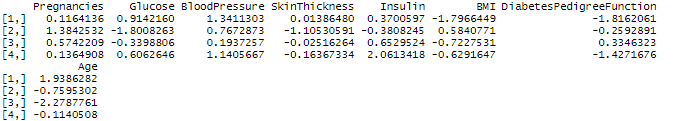 Pregnancies Glucose BloodPressure SkinThickness Insulin BMI DiabetesPedigreeFunction
[1,] 0.1164136 0.9142160 1.3411303 0.01386480 0.3700597 -1.7966449 -1.8162061
[2,] 1.3842532 -1.8008263 0.7672873 -1.10530591 -0.3808245 0.5840771 -0.2592891
[3,] 0.5742209 -0.3398806 0.1937257 -0.02516264 0.6529524 -0.7227531 0.3346323
[4,] 0.1364908 0.6062646 1.1405667 -0.16367334 2.0613418 -0.6291647 -1.4271676
Age
[1,] 1.9386282
[2,] -0.7595302
[3,] -2.2787761
[4,] -0.1140508